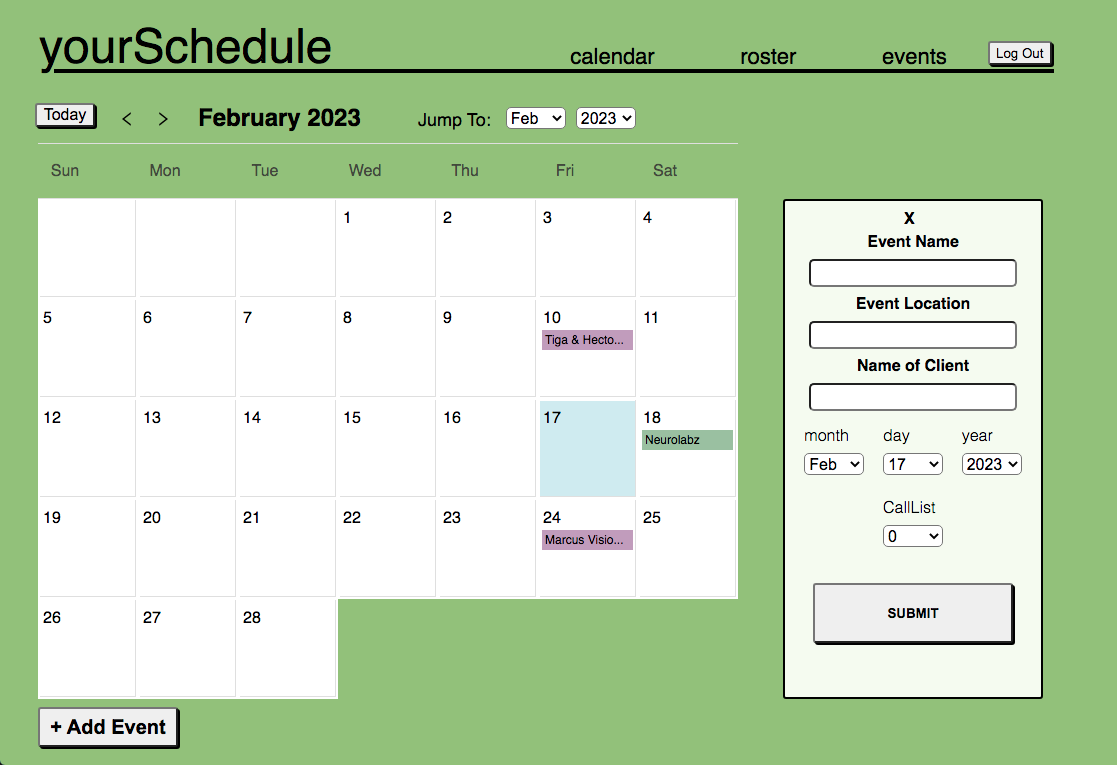 yourSchedule calendar roster events Log Out
Today < > February 2023 Jump To: Feb 2023
Sun Mon Tue Wed Thu Fri Sat
1 2 3 4
5 6 7 8 9 10 11
Tiga & Hecto...
12 13 14 15 16 17 18
Neurolabz
19 20 21 22 23 24 25
Marcus Visio...
26 27 28
+ Add Event
X
Event Name
Event Location
Name of Client
month day year
Feb 17 2023
CallList
0
SUBMIT